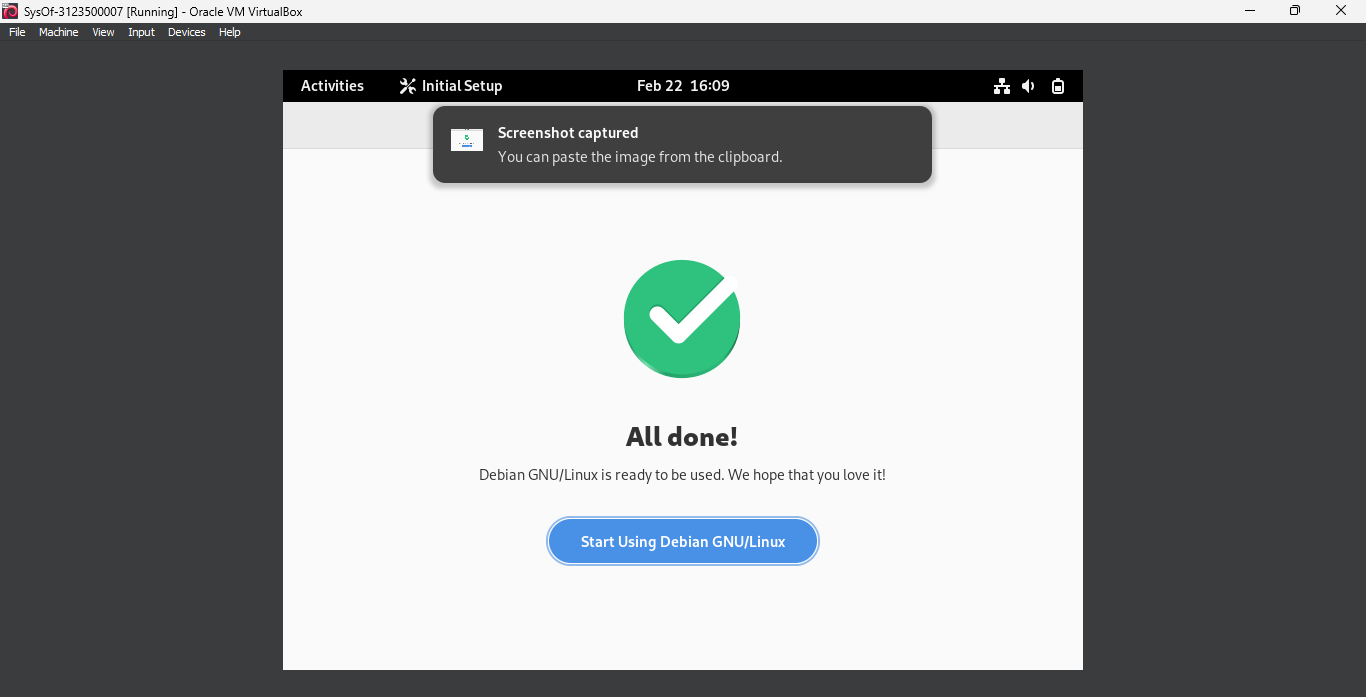 SysOf-3123500007 [Running] - Oracle VM VirtualBox
File Machine View Input Devices Help
Activities Initial Setup Feb 22 16:09
Screenshot captured
You can paste the image from the clipboard.
All done!
Debian GNU/Linux is ready to be used. We hope that you love it!
Start Using Debian GNU/Linux